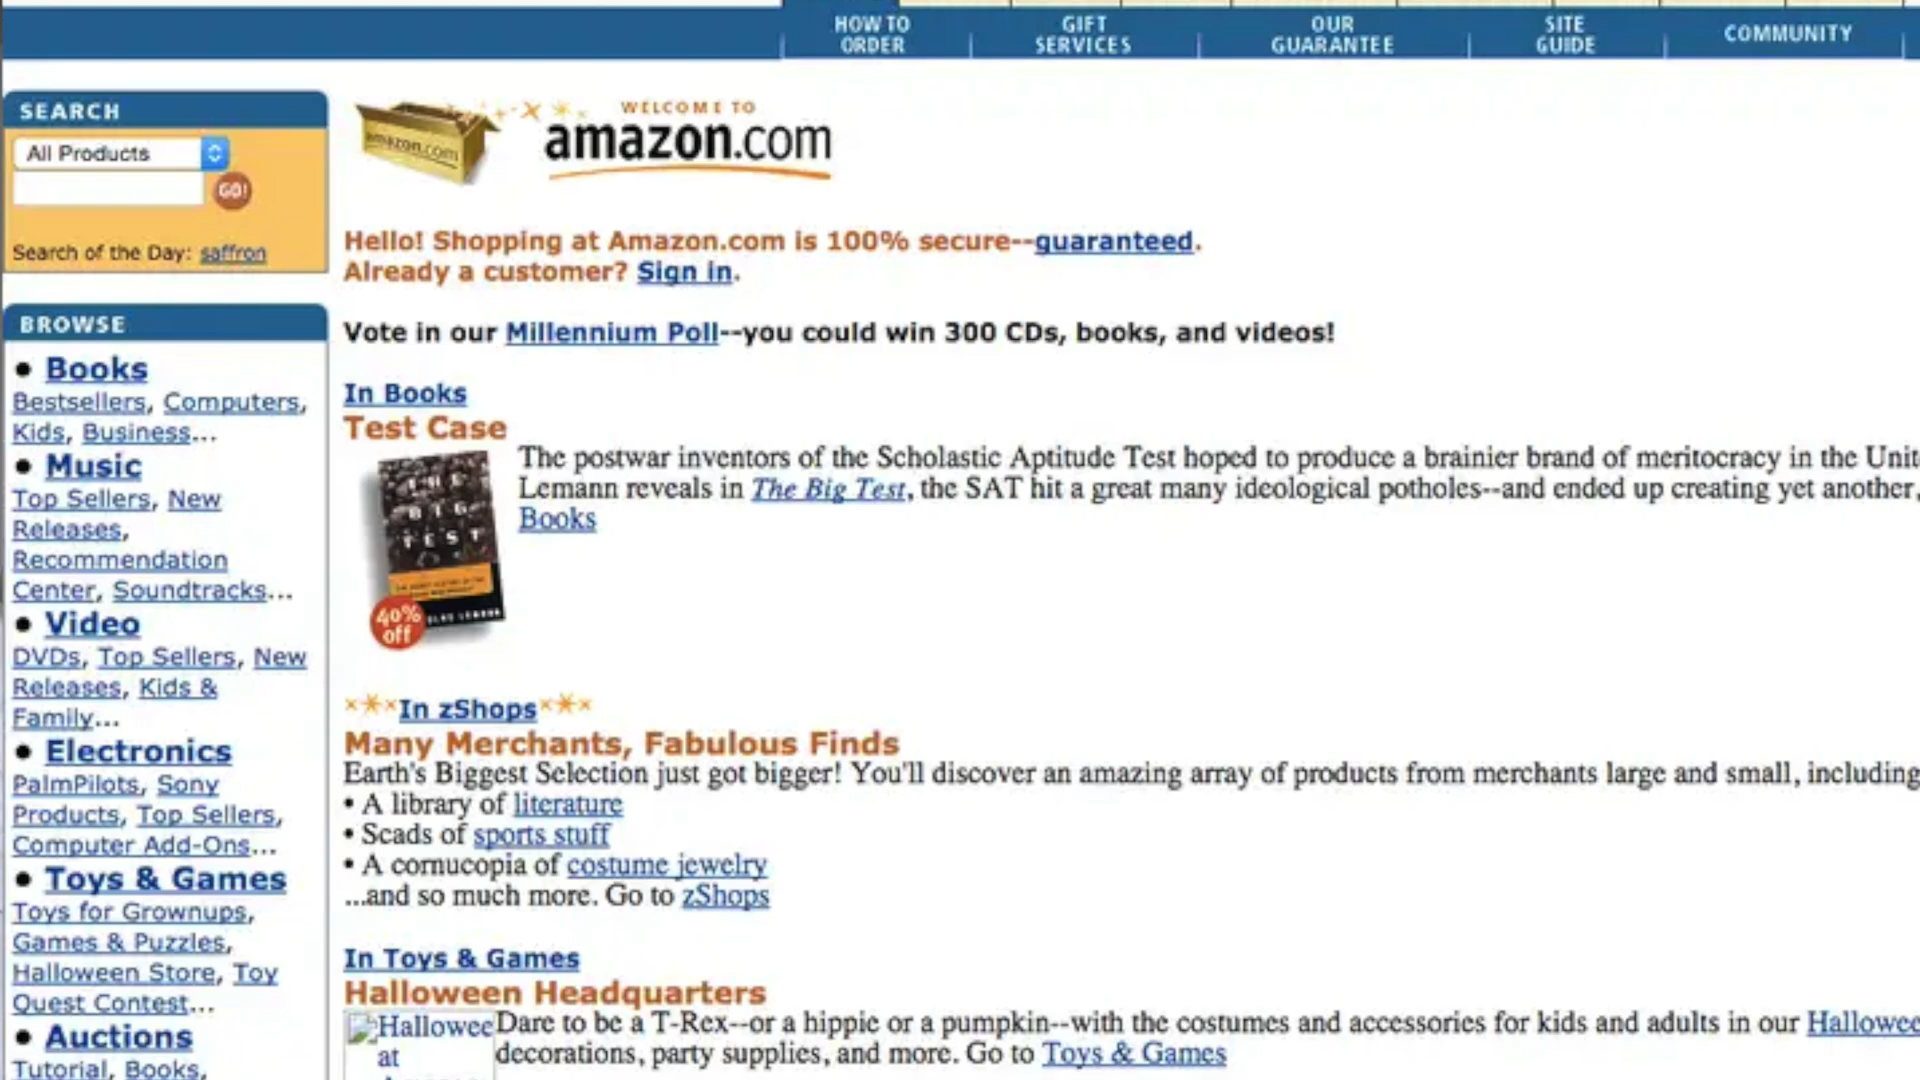 HOW TO
ORDER
GIFT
SERVICES
OUR
GUARANTEE
SITE
GUIDE
COMMUNITY
SEARCH
All Products
GO!
Search of the Day: saffron
BROWSE
• Books
Bestsellers, Computers,
Kids, Business...
• Music
Top Sellers, New
Releases,
Recommendation
Center, Soundtracks...
• Video
DVDs, Top Sellers, New
Releases, Kids &
Family...
• Electronics
PalmPilots, Sony
Products, Top Sellers,
Computer Add-Ons...
• Toys & Games
Toys for Grownups,
Games & Puzzles,
Halloween Store, Toy
Quest Contest...
• Auctions
Tutorial, Books,
amazon.com
WELCOME TO
amazon.com
Hello! Shopping at Amazon.com is 100% secure--guaranteed.
Already a customer? Sign in.
Vote in our Millennium Poll--you could win 300 CDs, books, and videos!
In Books
Test Case
THE
BIG
TEST
40%
off
The postwar inventors of the Scholastic Aptitude Test hoped to produce a brainier brand of meritocracy in the Unit
Lemann reveals in The Big Test, the SAT hit a great many ideological potholes--and ended up creating yet another,
Books
In zShops
Many Merchants, Fabulous Finds
Earth's Biggest Selection just got bigger! You'll discover an amazing array of products from merchants large and small, including
• A library of literature
• Scads of sports stuff
• A cornucopia of costume jewelry
...and so much more. Go to zShops
In Toys & Games
Halloween Headquarters
Hallowee
at
Dare to be a T-Rex--or a hippie or a pumpkin--with the costumes and accessories for kids and adults in our Hallowee
decorations, party supplies, and more. Go to Toys & Games